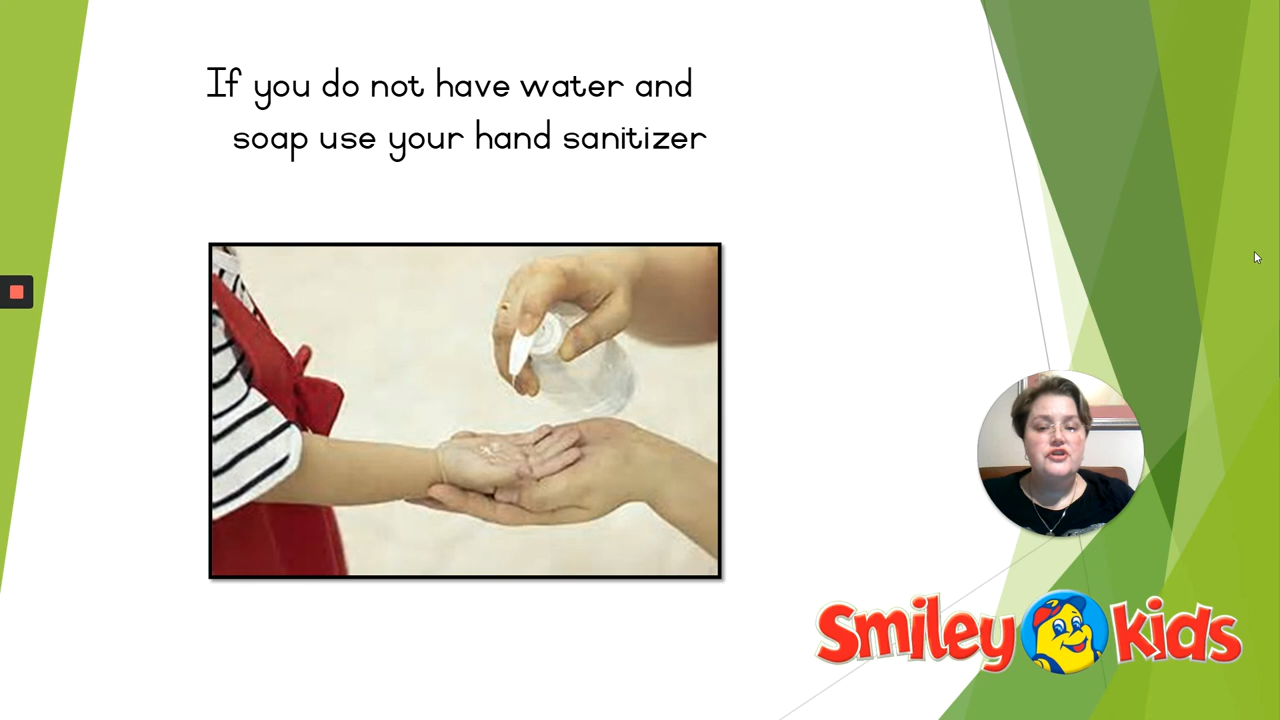 If you do not have water and
soap use your hand sanitizer
Smiley kids